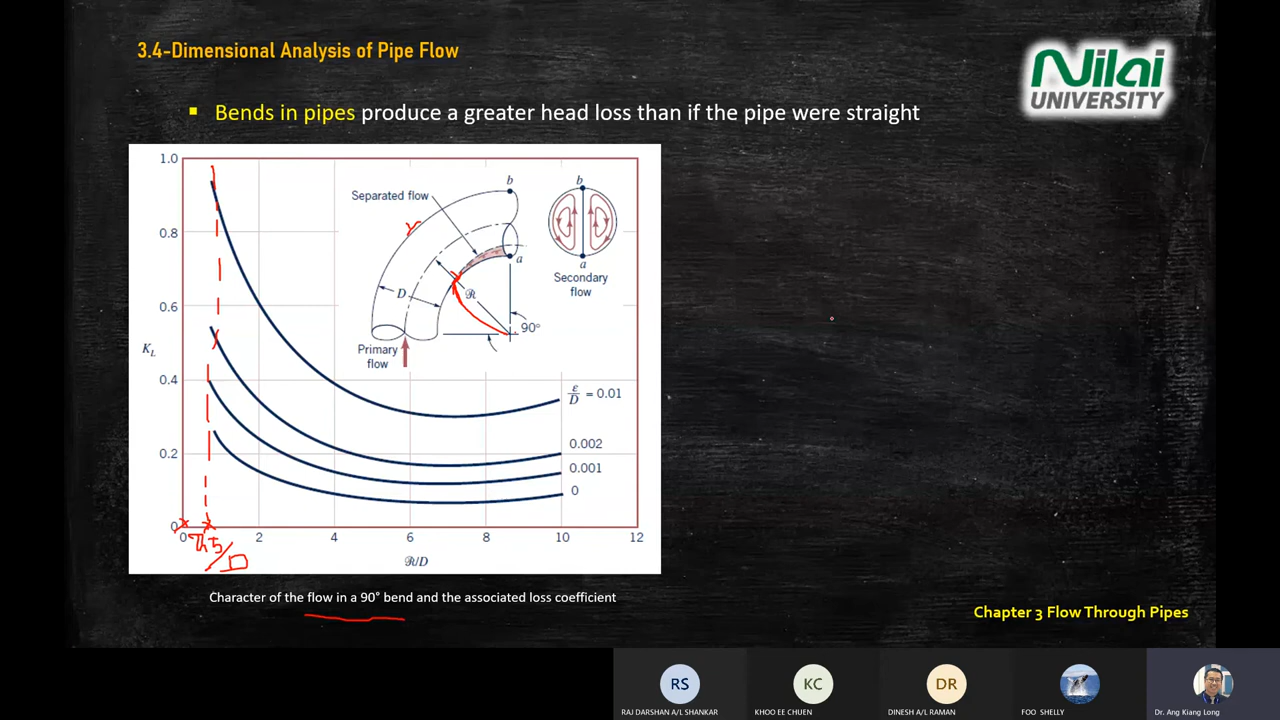 3.4-Dimensional Analysis of Pipe Flow
Nilai
UNIVERSITY
▪ Bends in pipes produce a greater head loss than if the pipe were straight
1.0
0.8
0.6
K_L
0.4
0.2
0
0 2 4 6 8 10 12
ℛ/D
Separated flow
b
a
D
ℛ
90°
Primary
flow
b
a
Secondary
flow
ε/D = 0.01
0.002
0.001
0
Character of the flow in a 90° bend and the associated loss coefficient
Chapter 3 Flow Through Pipes
RS
KC
DR
RAJ DARSHAN A/L SHANKAR
KHOO EE CHUEN
DINESH A/L RAMAN
FOO SHELLY
Dr. Ang Kiang Long